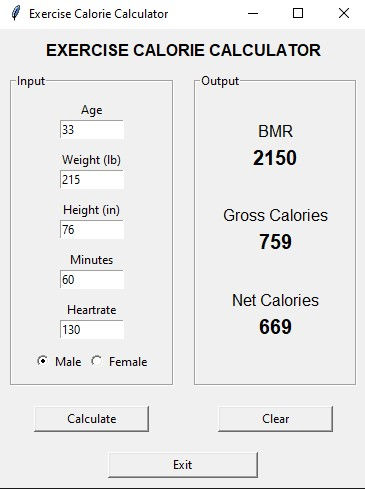 Exercise Calorie Calculator
EXERCISE CALORIE CALCULATOR
Input
Age
33
Weight (lb)
215
Height (in)
76
Minutes
60
Heartrate
130
Male Female
Output
BMR
2150
Gross Calories
759
Net Calories
669
Calculate
Clear
Exit